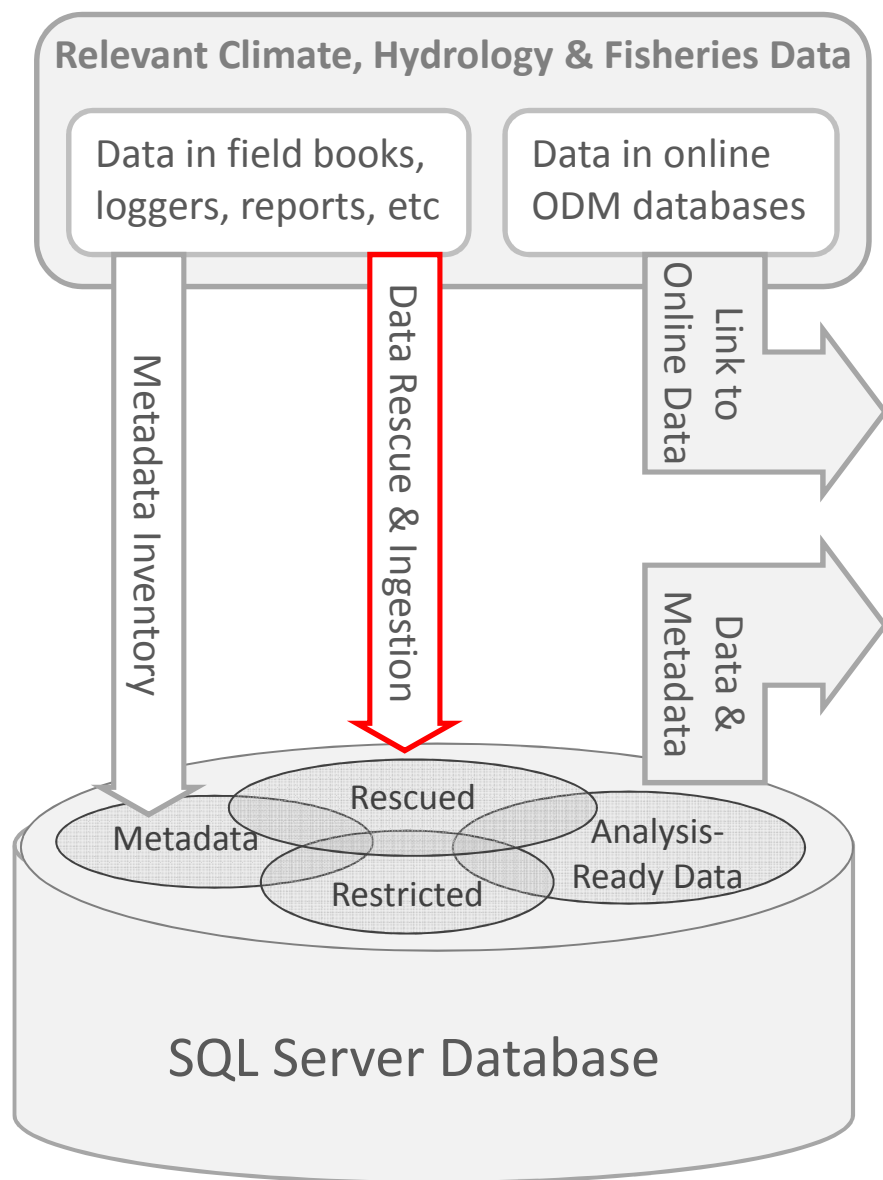 Relevant Climate, Hydrology & Fisheries Data
Data in field books,
loggers, reports, etc
Data in online
ODM databases
Metadata Inventory
Data Rescue & Ingestion
Link to
Online Data
Data &
Metadata
Rescued
Metadata
Analysis-
Ready Data
Restricted
SQL Server Database